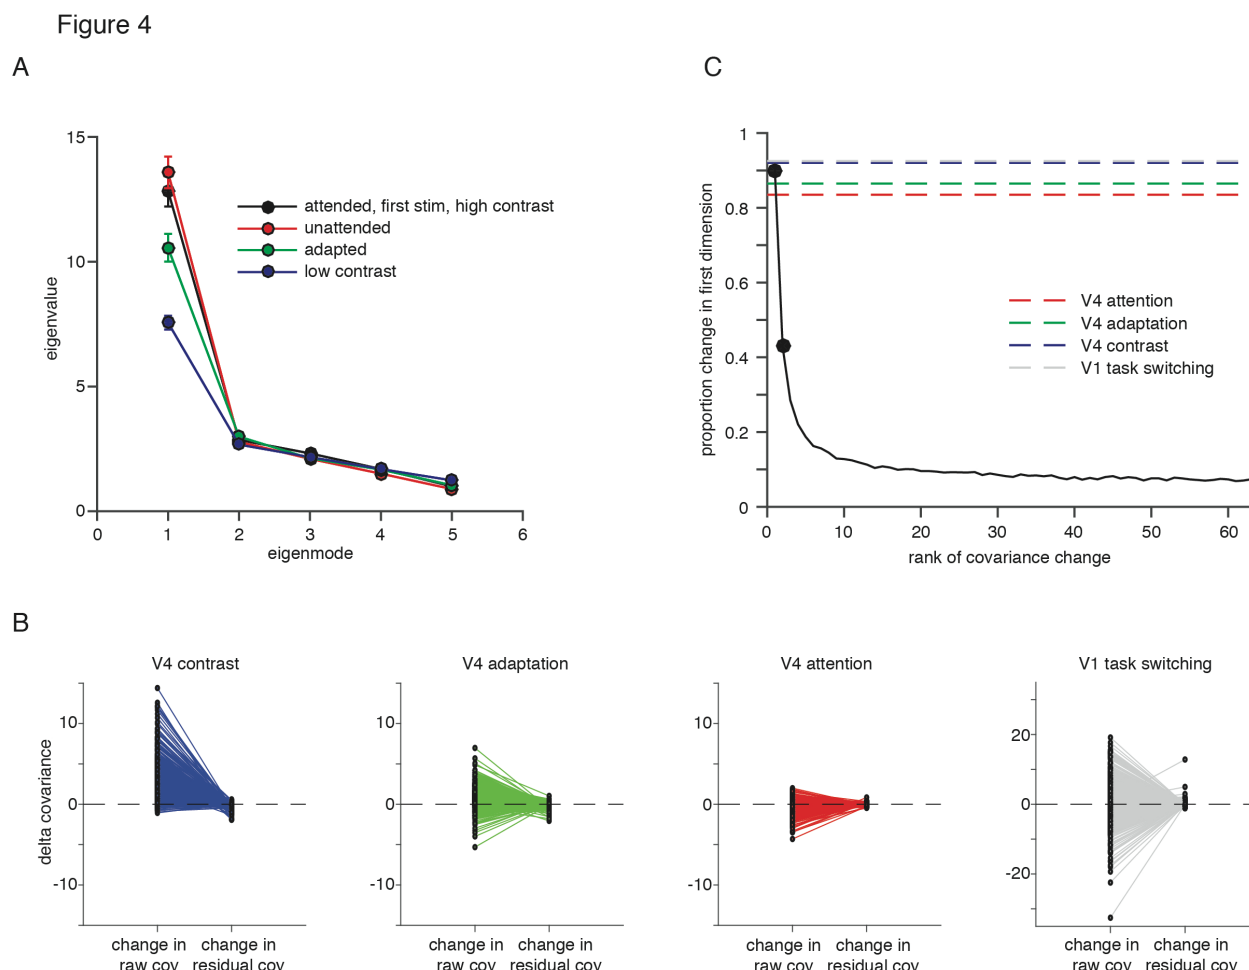 Figure 4
A
15
10
5
0
eigenvalue
0 1 2 3 4 5 6
eigenmode
attended, first stim, high contrast
unattended
adapted
low contrast
C
1
0.8
0.6
0.4
0.2
0
proportion change in first dimension
V4 attention
V4 adaptation
V4 contrast
V1 task switching
0 10 20 30 40 50 60
rank of covariance change
B
V4 contrast
10
0
-10
delta covariance
change in raw cov
change in residual cov
V4 adaptation
10
0
-10
change in raw cov
change in residual cov
V4 attention
10
0
-10
change in raw cov
change in residual cov
V1 task switching
20
0
-20
change in raw cov
change in residual cov